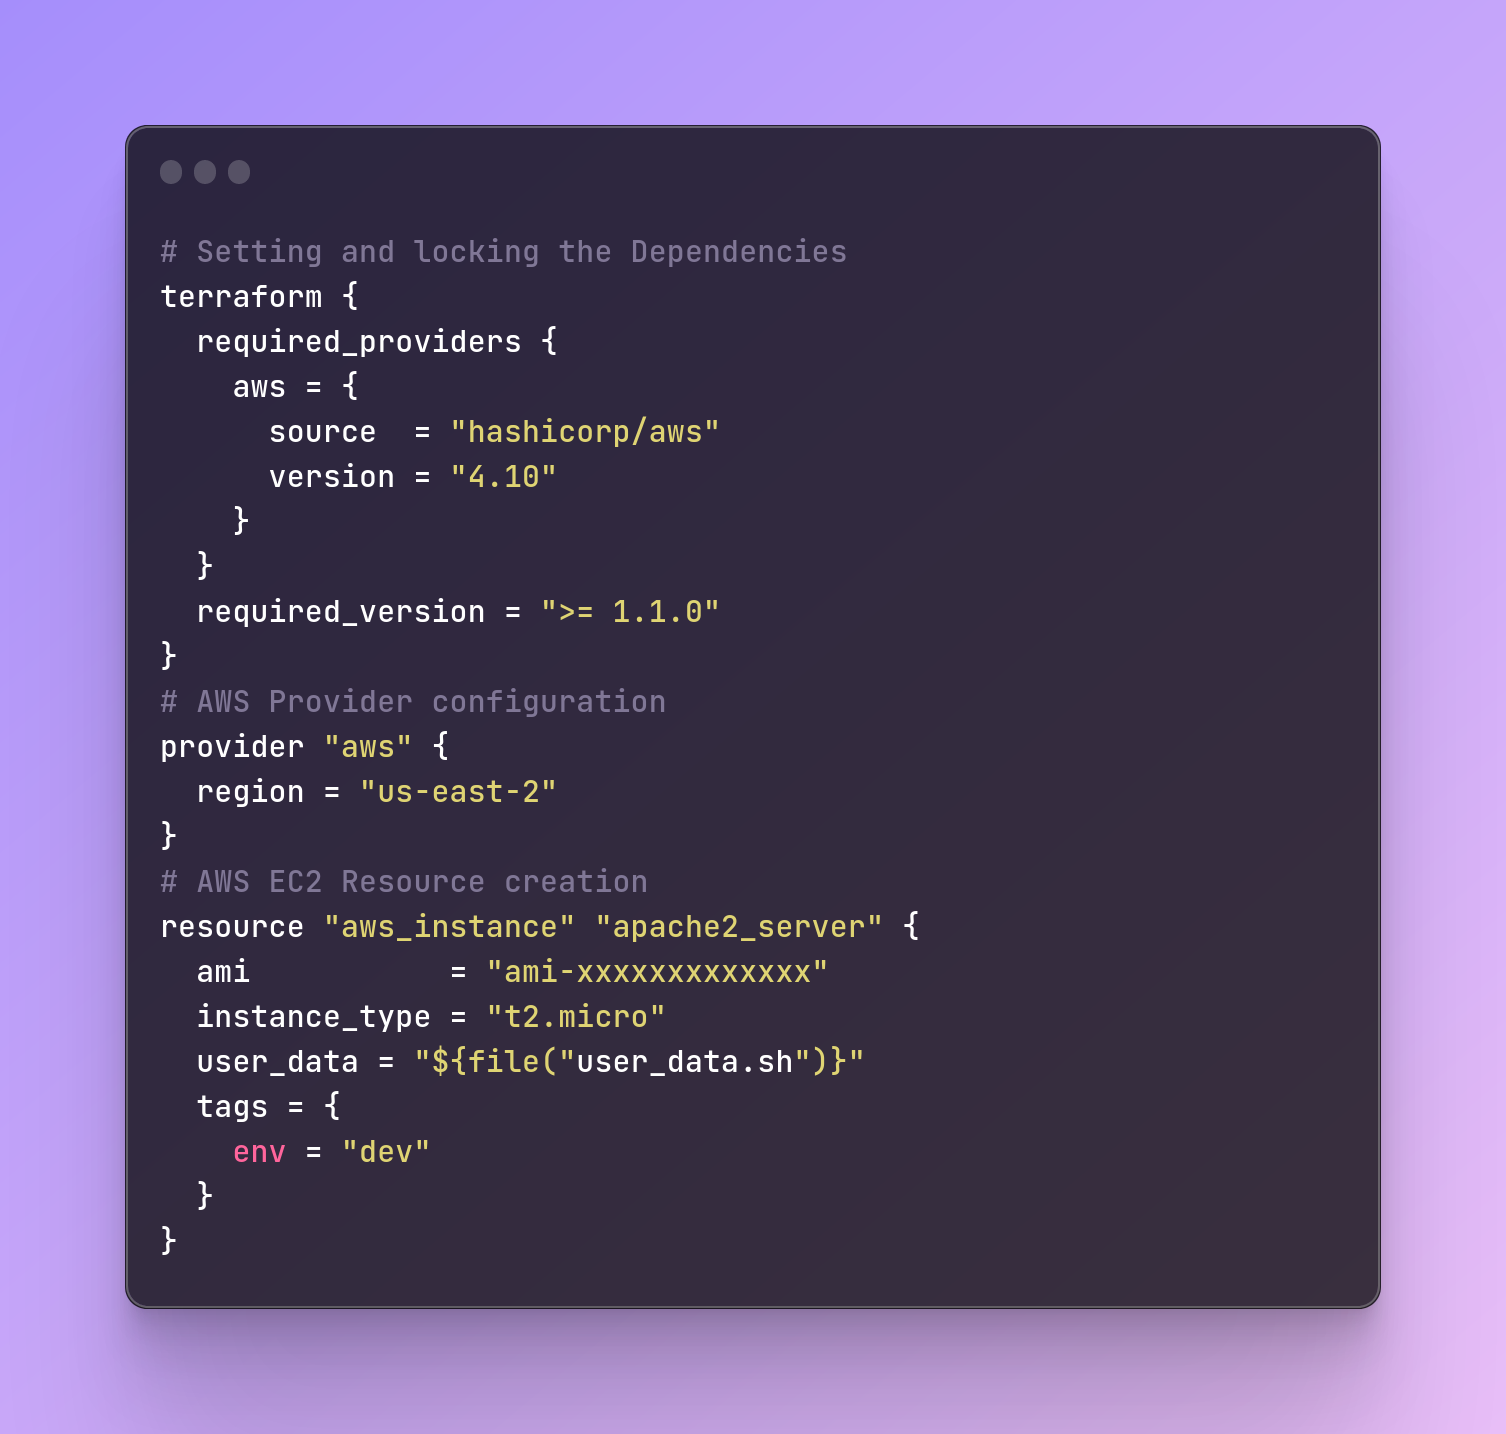 # Setting and locking the Dependencies
terraform {
  required_providers {
    aws = {
      source  = "hashicorp/aws"
      version = "4.10"
    }
  }
  required_version = ">= 1.1.0"
}
# AWS Provider configuration
provider "aws" {
  region = "us-east-2"
}
# AWS EC2 Resource creation
resource "aws_instance" "apache2_server" {
  ami           = "ami-xxxxxxxxxxxxx"
  instance_type = "t2.micro"
  user_data = "${file("user_data.sh")}"
  tags = {
    env = "dev"
  }
}